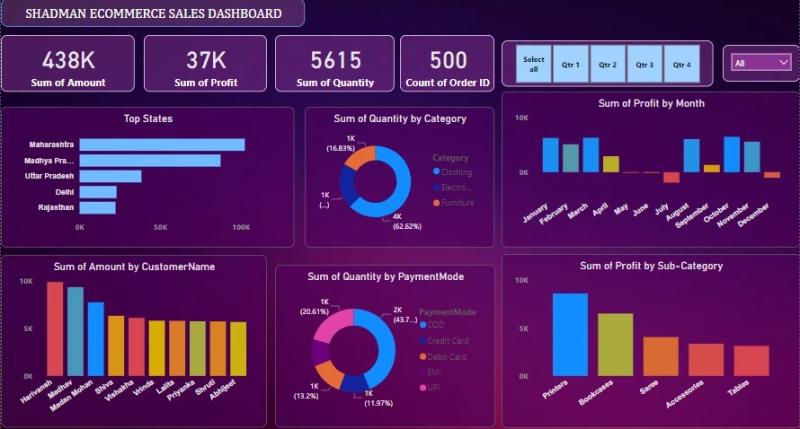 SHADMAN ECOMMERCE SALES DASHBOARD
438K
Sum of Amount
37K
Sum of Profit
5615
Sum of Quantity
500
Count of Order ID
Select all
Qtr 1
Qtr 2
Qtr 3
Qtr 4
All
Top States
Maharashtra
Madhya Pra...
Uttar Pradesh
Delhi
Rajasthan
0K
50K
100K
Sum of Quantity by Category
1K
(16.83%)
1K
(...)
4K
(62.62%)
Category
Clothing
Electro...
Furniture
Sum of Profit by Month
10K
0K
January
February
March
April
May
June
July
August
September
October
November
December
Sum of Amount by CustomerName
10K
5K
0K
Harivansh
Madhav
Madan Mohan
Shiva
Vishakha
Vrinda
Lalita
Priyanka
Shruti
Abhijeet
Sum of Quantity by PaymentMode
1K
(20.61%)
2K
(43.7...)
1K
(13.2%)
1K
(11.97%)
PaymentMode
COD
Credit Card
Debit Card
EMI
UPI
Sum of Profit by Sub-Category
10K
5K
0K
Printers
Bookcases
Saree
Accessories
Tables